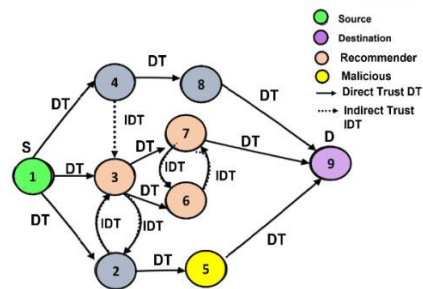 Source
Destination
Recommender
Malicious
Direct Trust DT
Indirect Trust
IDT
DT
4
8
DT
IDT
DT
7
DT
D
S
1
DT
3
DT
IDT
IDT
DT
9
DT
6
IDT
IDT
DT
2
DT
5
DT